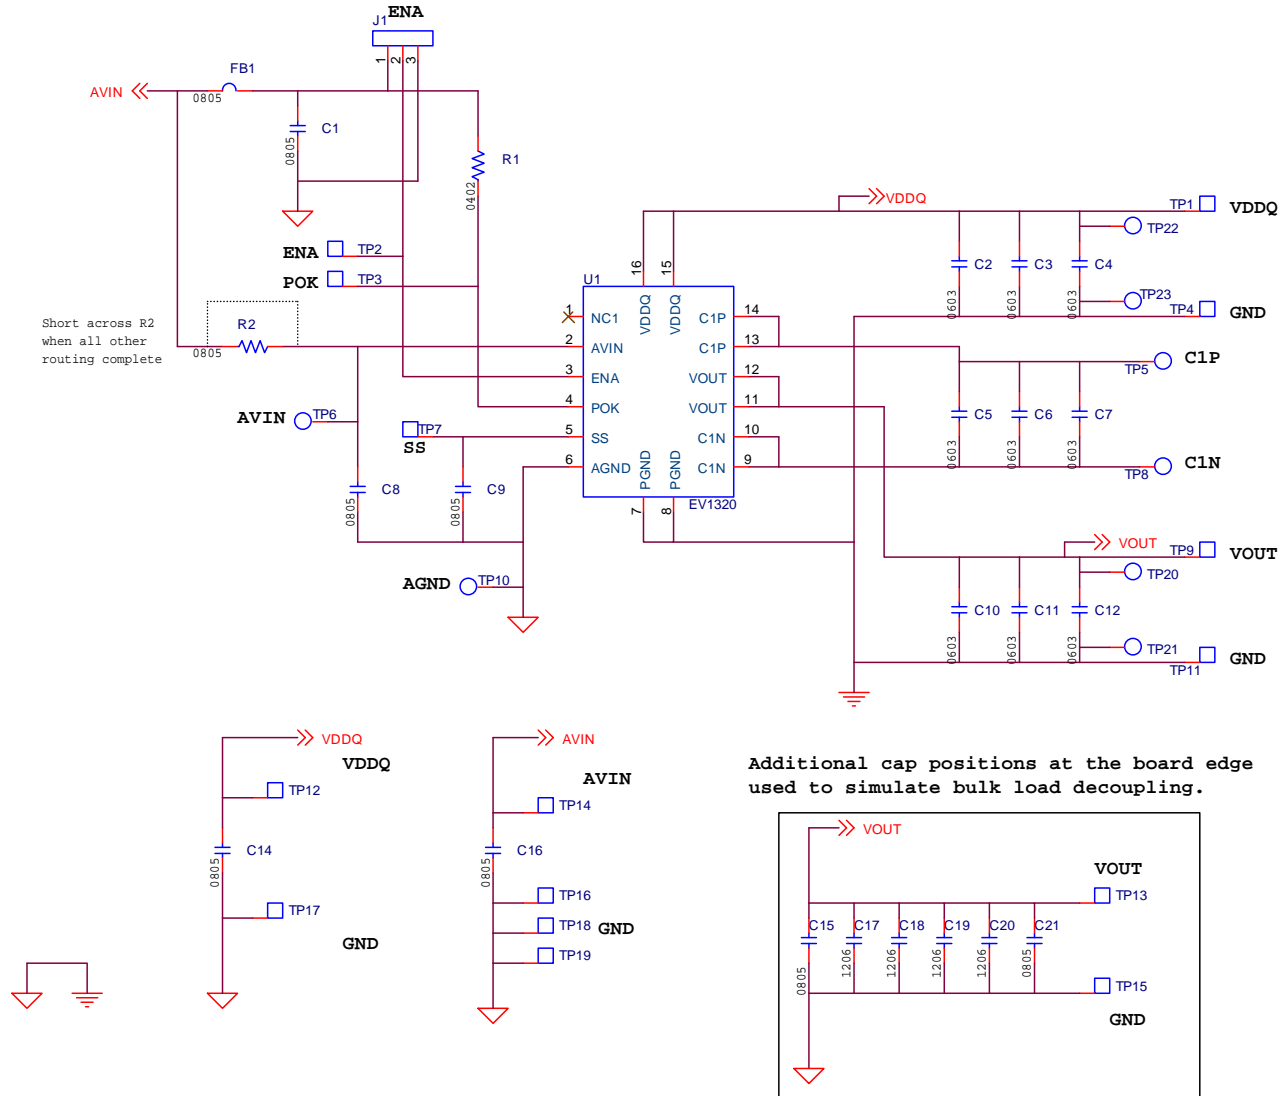 J1
ENA
1
2
3
AVIN
FB1
0805
C1
0805
R1
0402
ENA
TP2
POK
TP3
Short across R2
when all other
routing complete
R2
0805
AVIN
TP6
TP7
SS
C8
0805
C9
0805
AGND
TP10
U1
16
15
VDDQ
VDDQ
1
NC1
2
AVIN
3
ENA
4
POK
5
SS
6
AGND
C1P
14
C1P
13
VOUT
12
VOUT
11
C1N
10
C1N
9
PGND
PGND
7
8
EV1320
VDDQ
TP1
VDDQ
TP22
C2
0603
C3
0603
C4
0603
TP23
TP4
GND
TP5
C1P
C5
0603
C6
0603
C7
0603
TP8
C1N
VOUT
TP9
VOUT
TP20
C10
0603
C11
0603
C12
0603
TP21
TP11
GND
VDDQ
VDDQ
TP12
C14
0805
TP17
GND
AVIN
AVIN
TP14
C16
0805
TP16
TP18
GND
TP19
Additional cap positions at the board edge
used to simulate bulk load decoupling.
VOUT
VOUT
TP13
C15
C17
C18
C19
C20
C21
0805
1206
1206
1206
1206
0805
TP15
GND